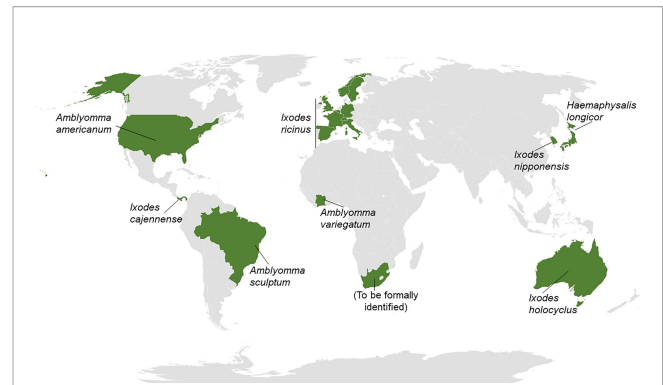 Amblyomma
americanum
Ixodes
ricinus
Haemaphysalis
longicor
Ixodes
nipponensis
Ixodes
cajennense
Amblyomma
variegatum
Amblyomma
sculptum
(To be formally
identified)
Ixodes
holocyclus